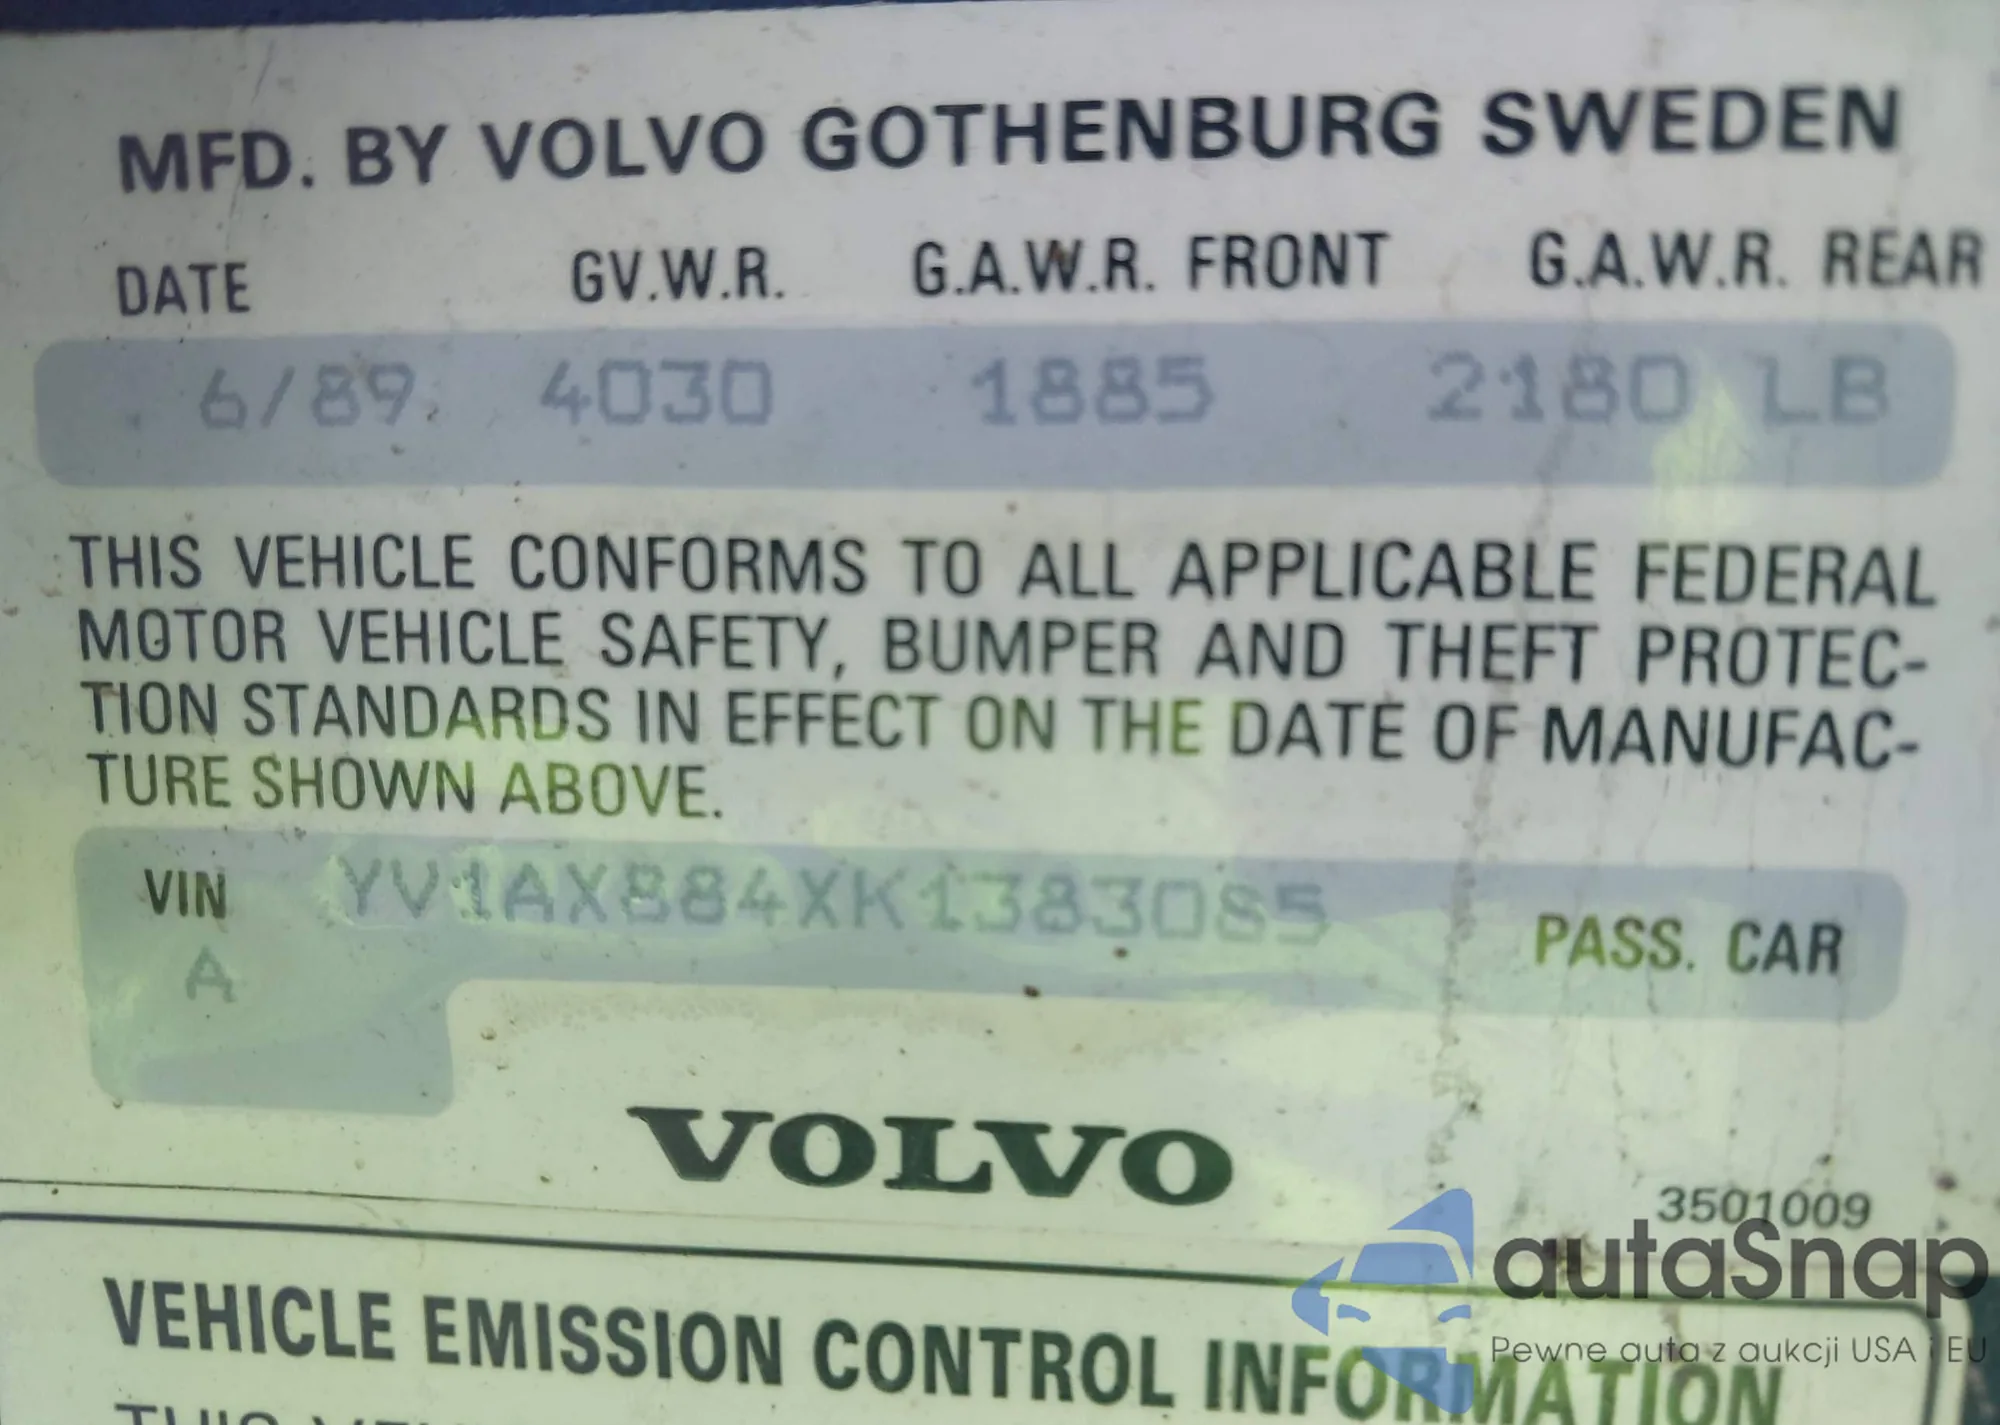 MFD. BY VOLVO GOTHENBURG SWEDEN
DATE GV.W.R. G.A.W.R. FRONT G.A.W.R. REAR
6/89 4030 1885 2180 LB
THIS VEHICLE CONFORMS TO ALL APPLICABLE FEDERAL
MOTOR VEHICLE SAFETY, BUMPER AND THEFT PROTEC-
TION STANDARDS IN EFFECT ON THE DATE OF MANUFAC-
TURE SHOWN ABOVE.
VIN YV1AX884XK1383085 PASS. CAR
A
VOLVO
3501009
autaSnap
Pewne auta z aukcji USA i EU
VEHICLE EMISSION CONTROL INFORMATION